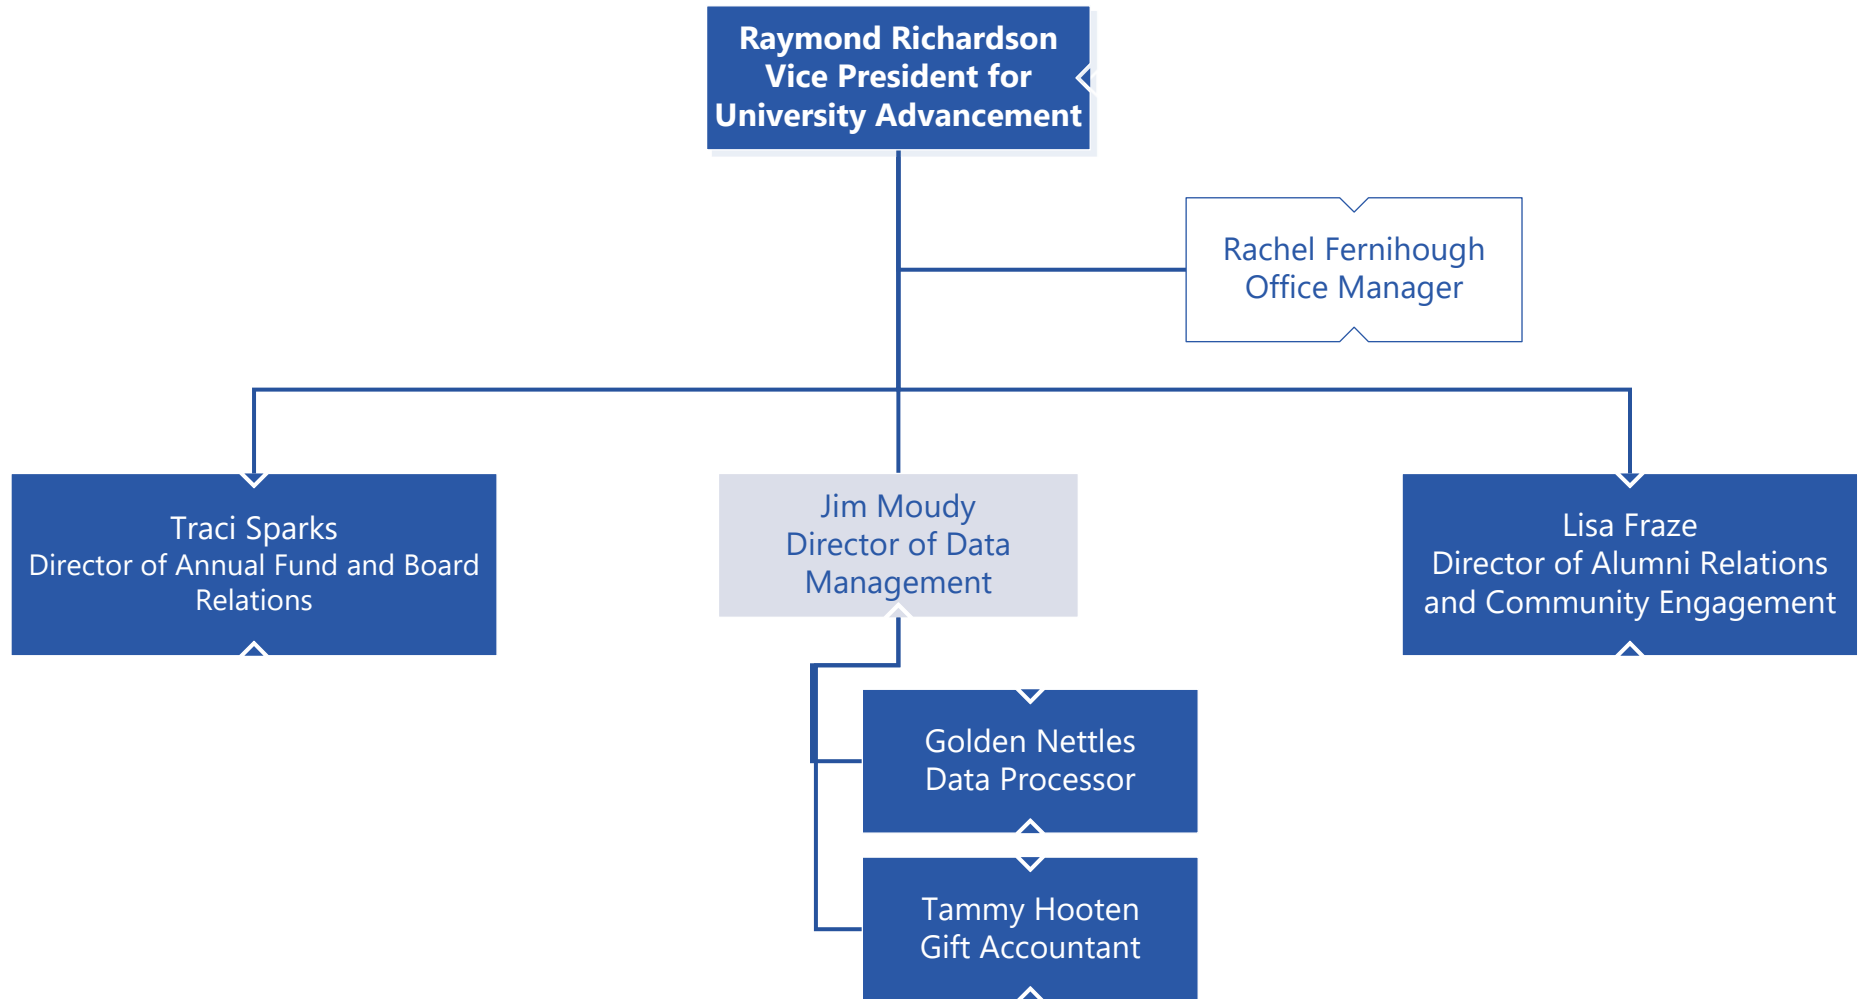 Raymond Richardson
Vice President for
University Advancement
Rachel Fernihough
Office Manager
Traci Sparks
Director of Annual Fund and Board
Relations
Jim Moudy
Director of Data
Management
Lisa Fraze
Director of Alumni Relations
and Community Engagement
Golden Nettles
Data Processor
Tammy Hooten
Gift Accountant